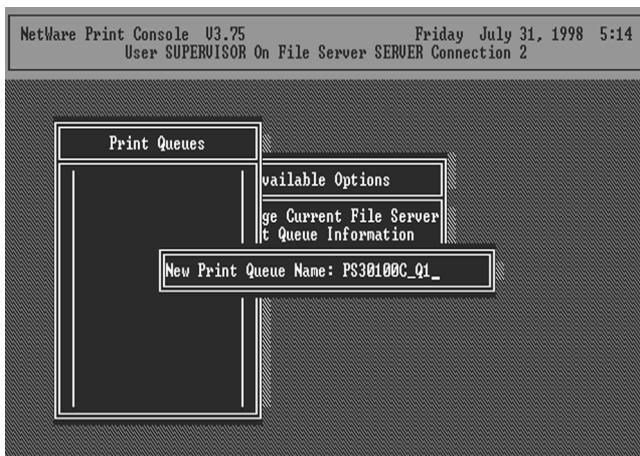 NetWare Print Console V3.75 Friday July 31, 1998 5:14
User SUPERVISOR On File Server SERVER Connection 2
Print Queues
vailable Options
ge Current File Server
t Queue Information
New Print Queue Name: PS30100C_Q1_